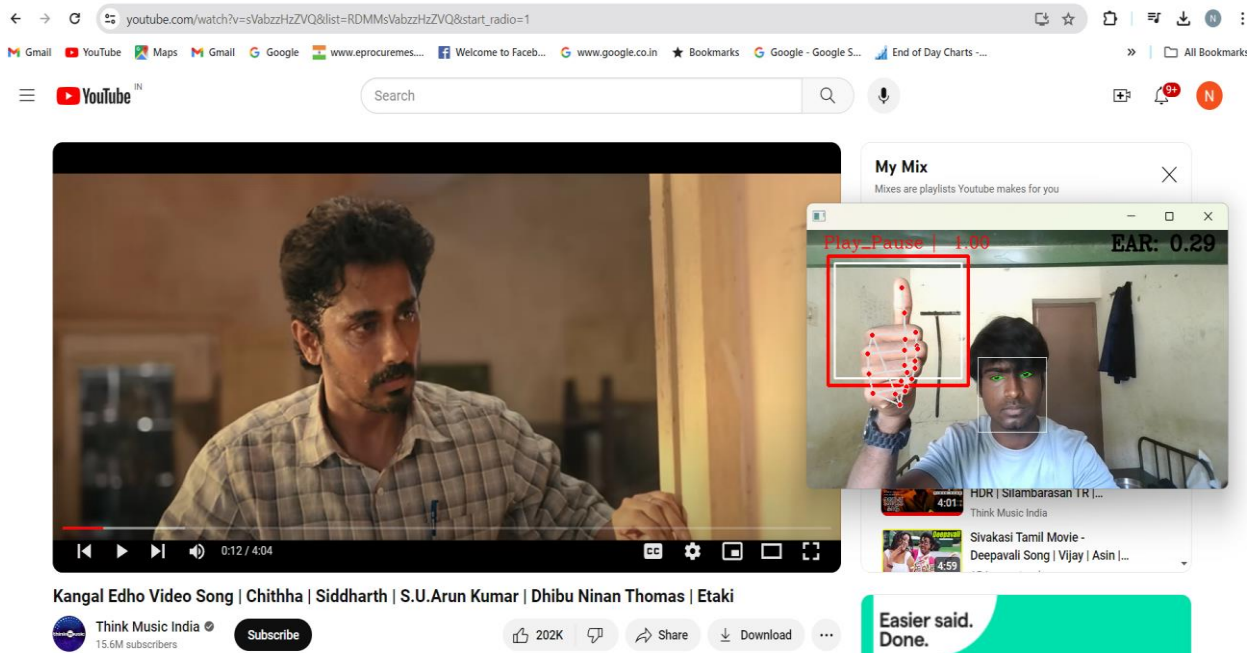 youtube.com/watch?v=sVabzzHzZVQ&list=RDMMsVabzzHzZVQ&start_radio=1
N
Gmail YouTube Maps Gmail Google www.eprocuremes.... Welcome to Faceb... www.google.co.in Bookmarks Google - Google S... End of Day Charts -... » All Bookmarks
YouTube IN
Search
9+
N
My Mix
Mixes are playlists Youtube makes for you
Play_Pause | 1.00
EAR: 0.29
HDR | Silambarasan TR |...
4:01
Think Music India
Sivakasi Tamil Movie -
Deepavali Song | Vijay | Asin |...
Deepavali
4:59
0:12 / 4:04
CC
Kangal Edho Video Song | Chithha | Siddharth | S.U.Arun Kumar | Dhibu Ninan Thomas | Etaki
Think Music India
15.6M subscribers
Subscribe
202K
Share
Download
...
Easier said.
Done.